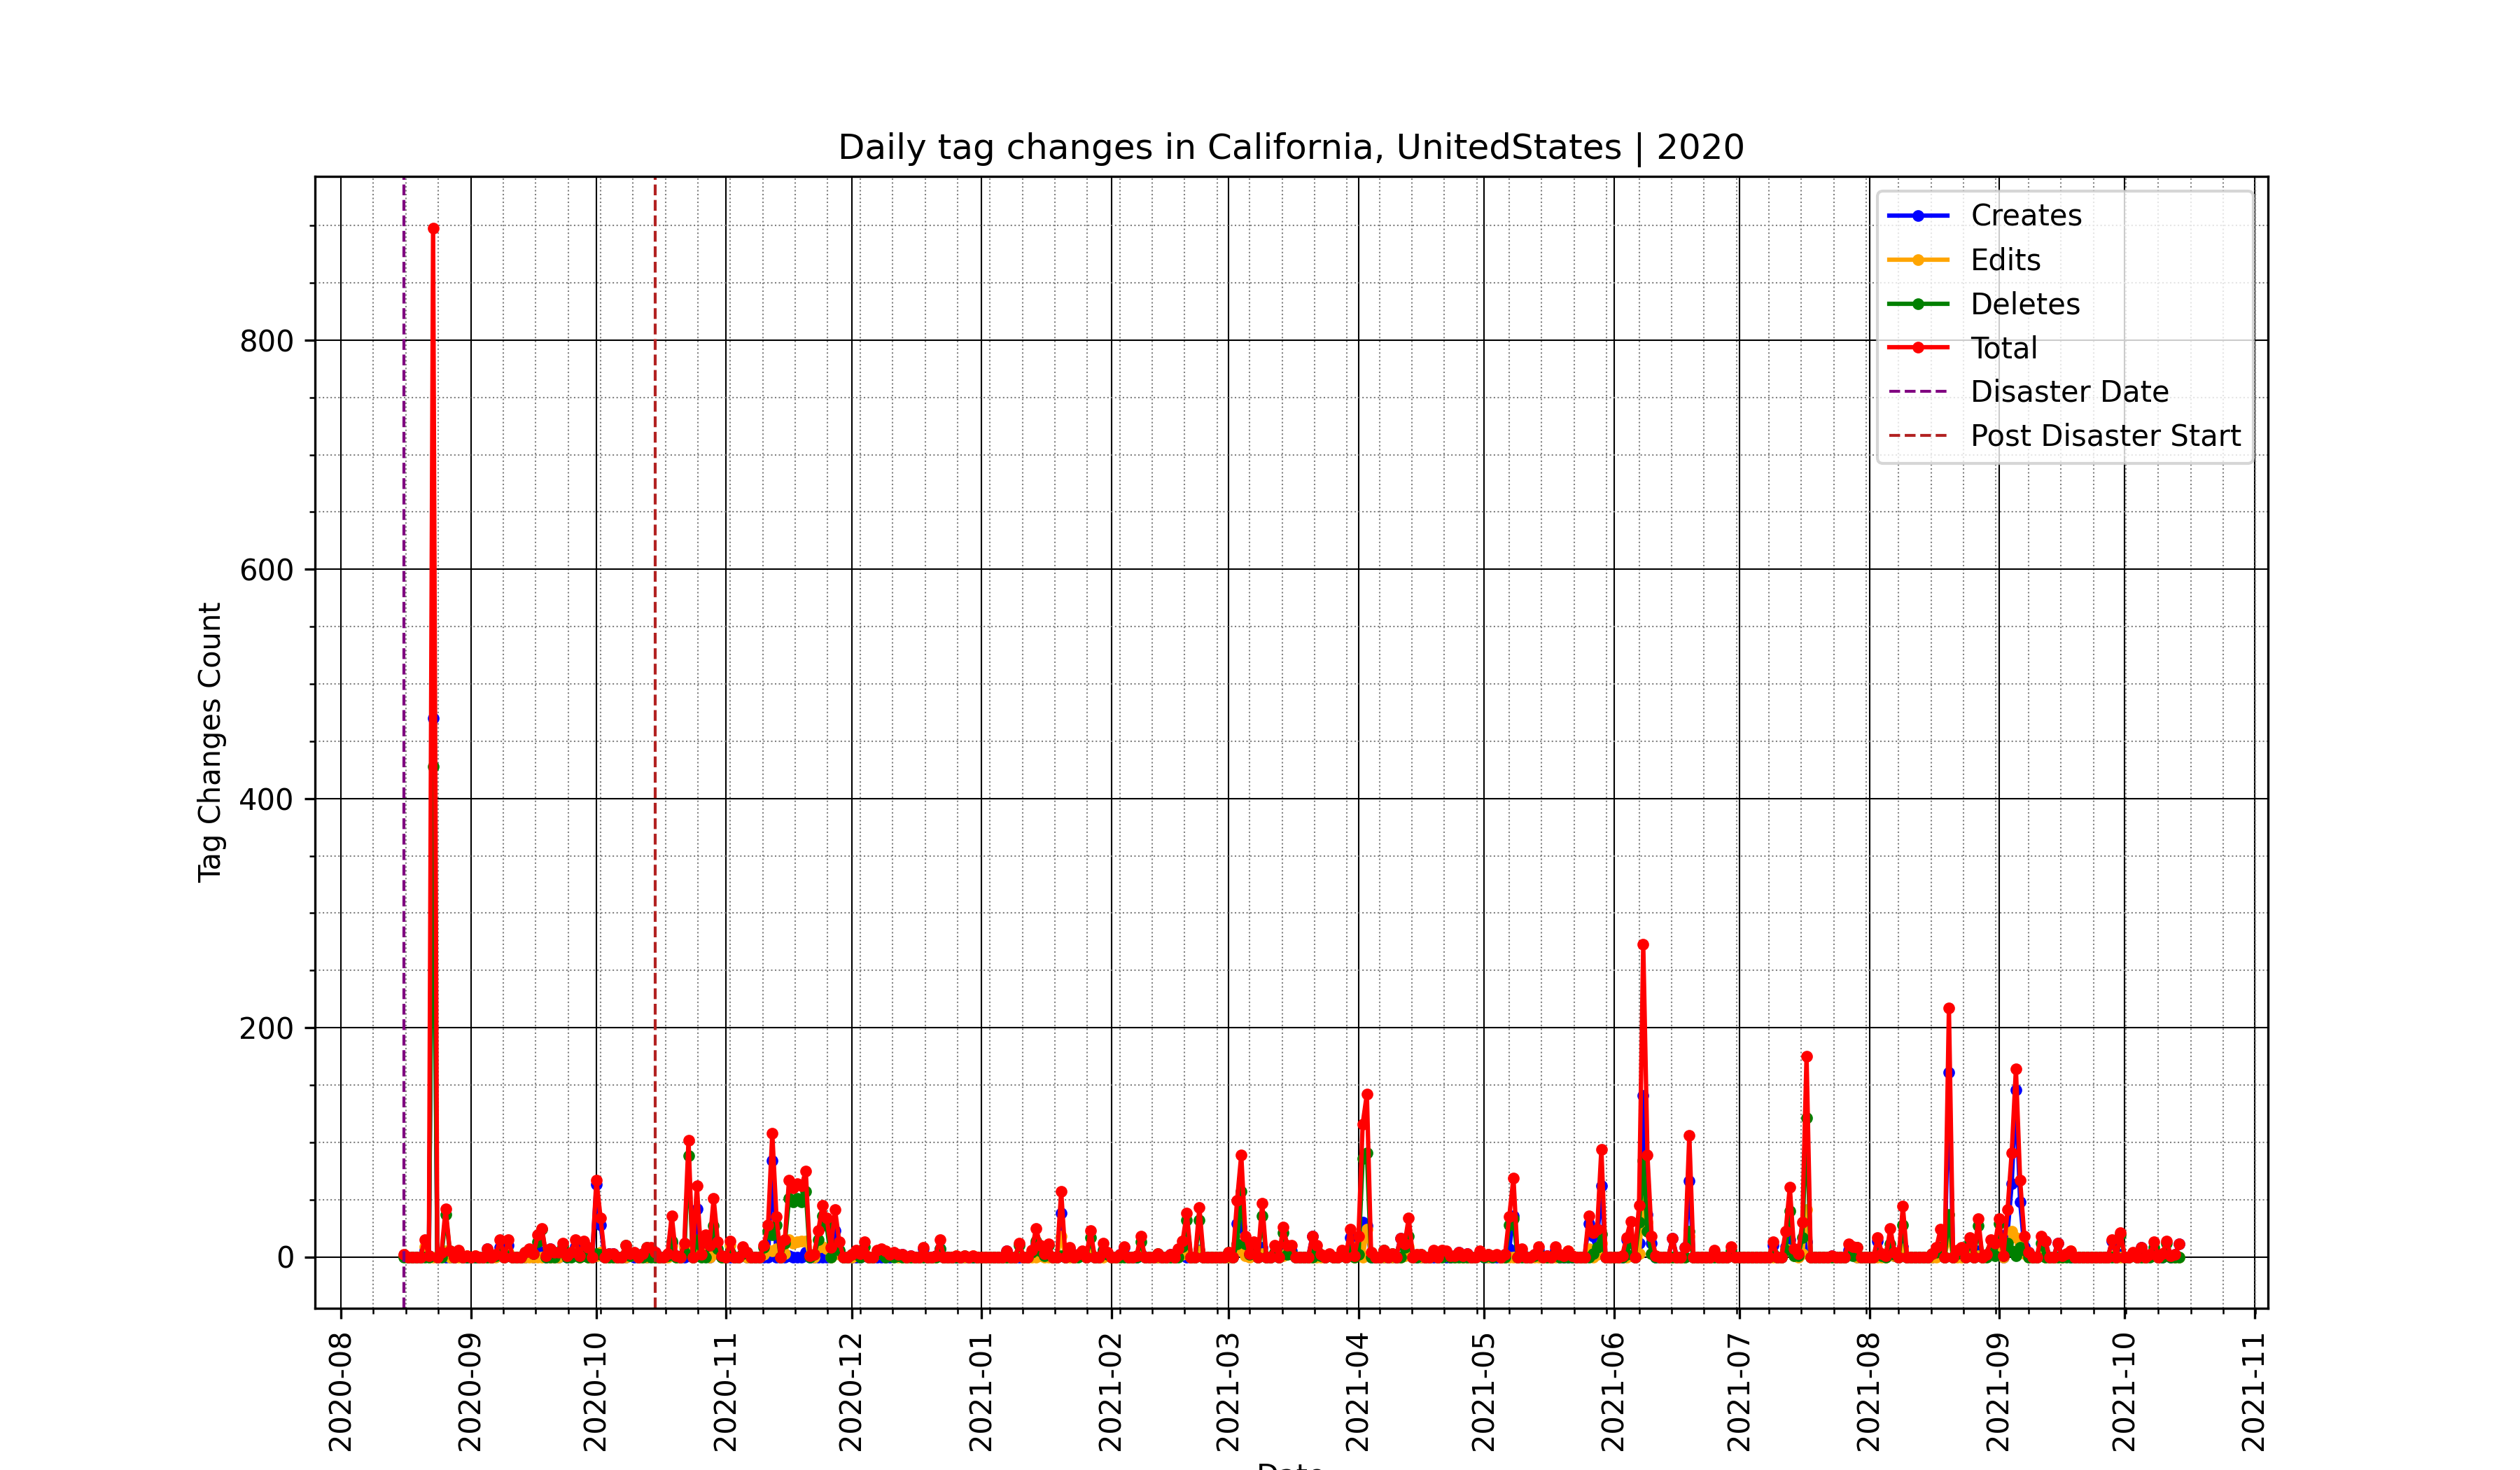 Daily tag changes in California, UnitedStates | 2020
Creates
Edits
Deletes
Total
Disaster Date
Post Disaster Start
Tag Changes Count
800
600
400
200
0
2020-08
2020-09
2020-10
2020-11
2020-12
2021-01
2021-02
2021-03
2021-04
2021-05
2021-06
2021-07
2021-08
2021-09
2021-10
2021-11
Date